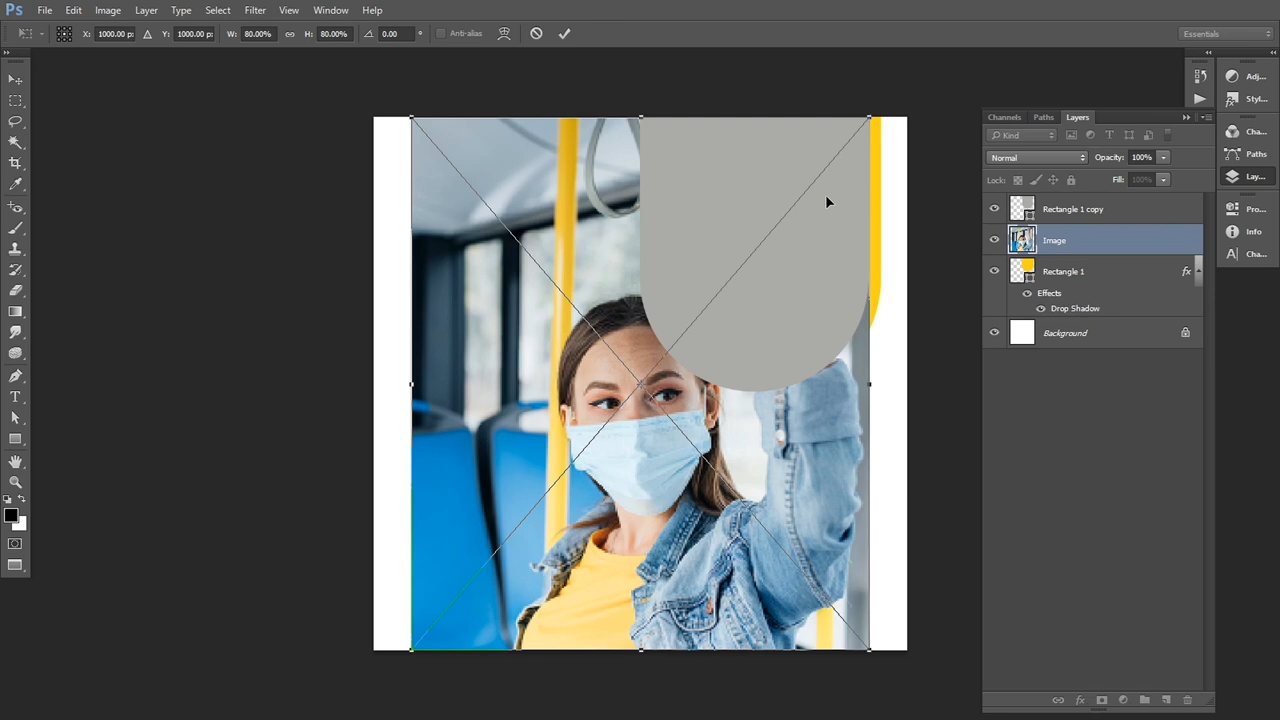 Ps File Edit Image Layer Type Select Filter View Window Help
X: 1000.00 p: Y: 1000.00 p: W: 80.00% H: 80.00% 0.00 ° Anti-alias Essentials
Channels Paths Layers
Kind
Normal Opacity: 100%
Lock: Fill: 100%
Rectangle 1 copy
Image
Rectangle 1 fx
Effects
Drop Shadow
Background
Adj...
Styl...
Cha...
Paths
Lay...
Pro...
Info
Cha...